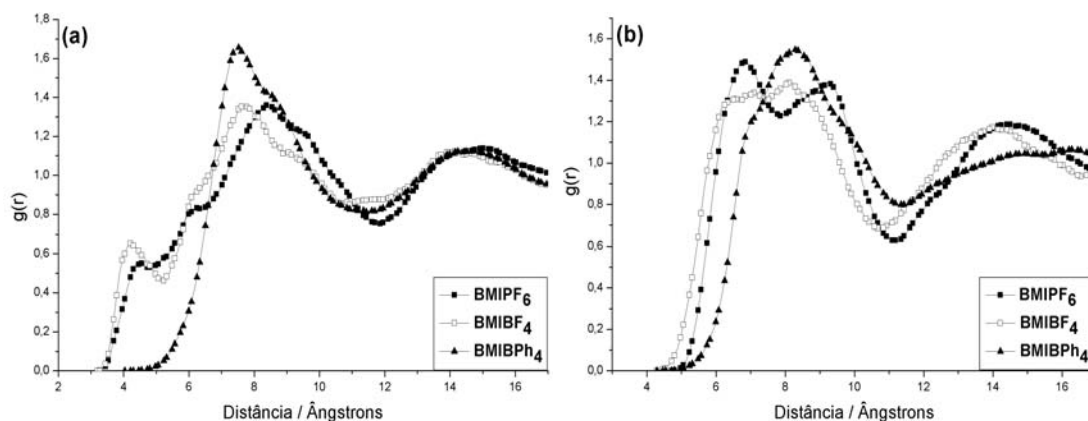 (a)
g(r)
1,8
1,6
1,4
1,2
1,0
0,8
0,6
0,4
0,2
0,0
2 4 6 8 10 12 14 16
Distância / Ângstrons
BMIPF6
BMIBF4
BMIBPh4
(b)
g(r)
1,6
1,4
1,2
1,0
0,8
0,6
0,4
0,2
0,0
4 6 8 10 12 14 16
Distância / Ângstrons
BMIPF6
BMIBF4
BMIBPh4